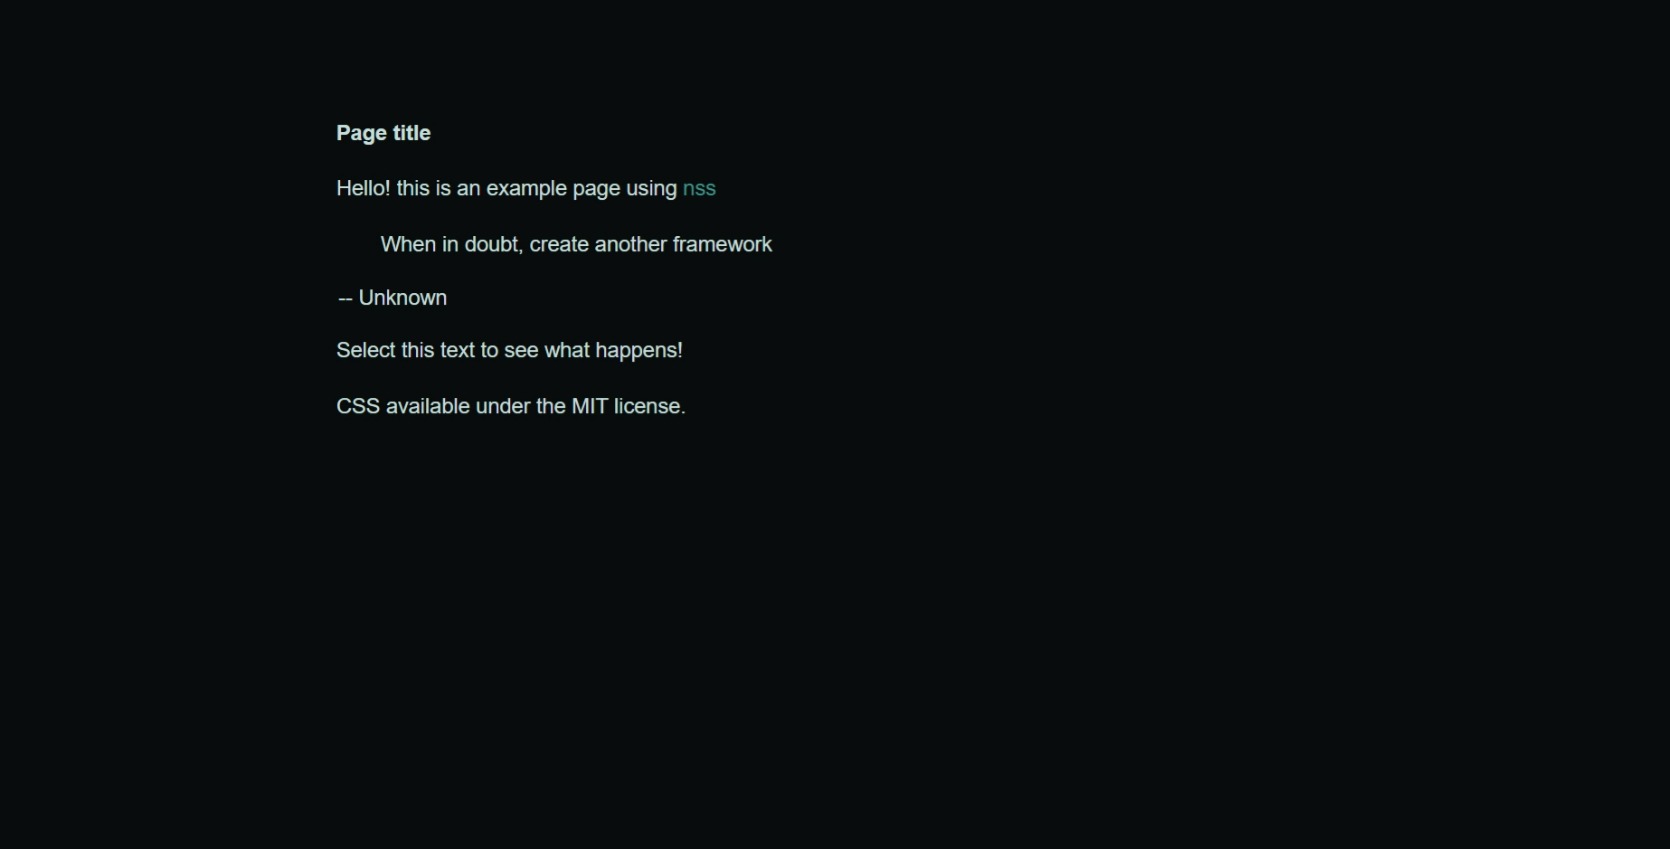 Page title
Hello! this is an example page using nss
When in doubt, create another framework
-- Unknown
Select this text to see what happens!
CSS available under the MIT license.